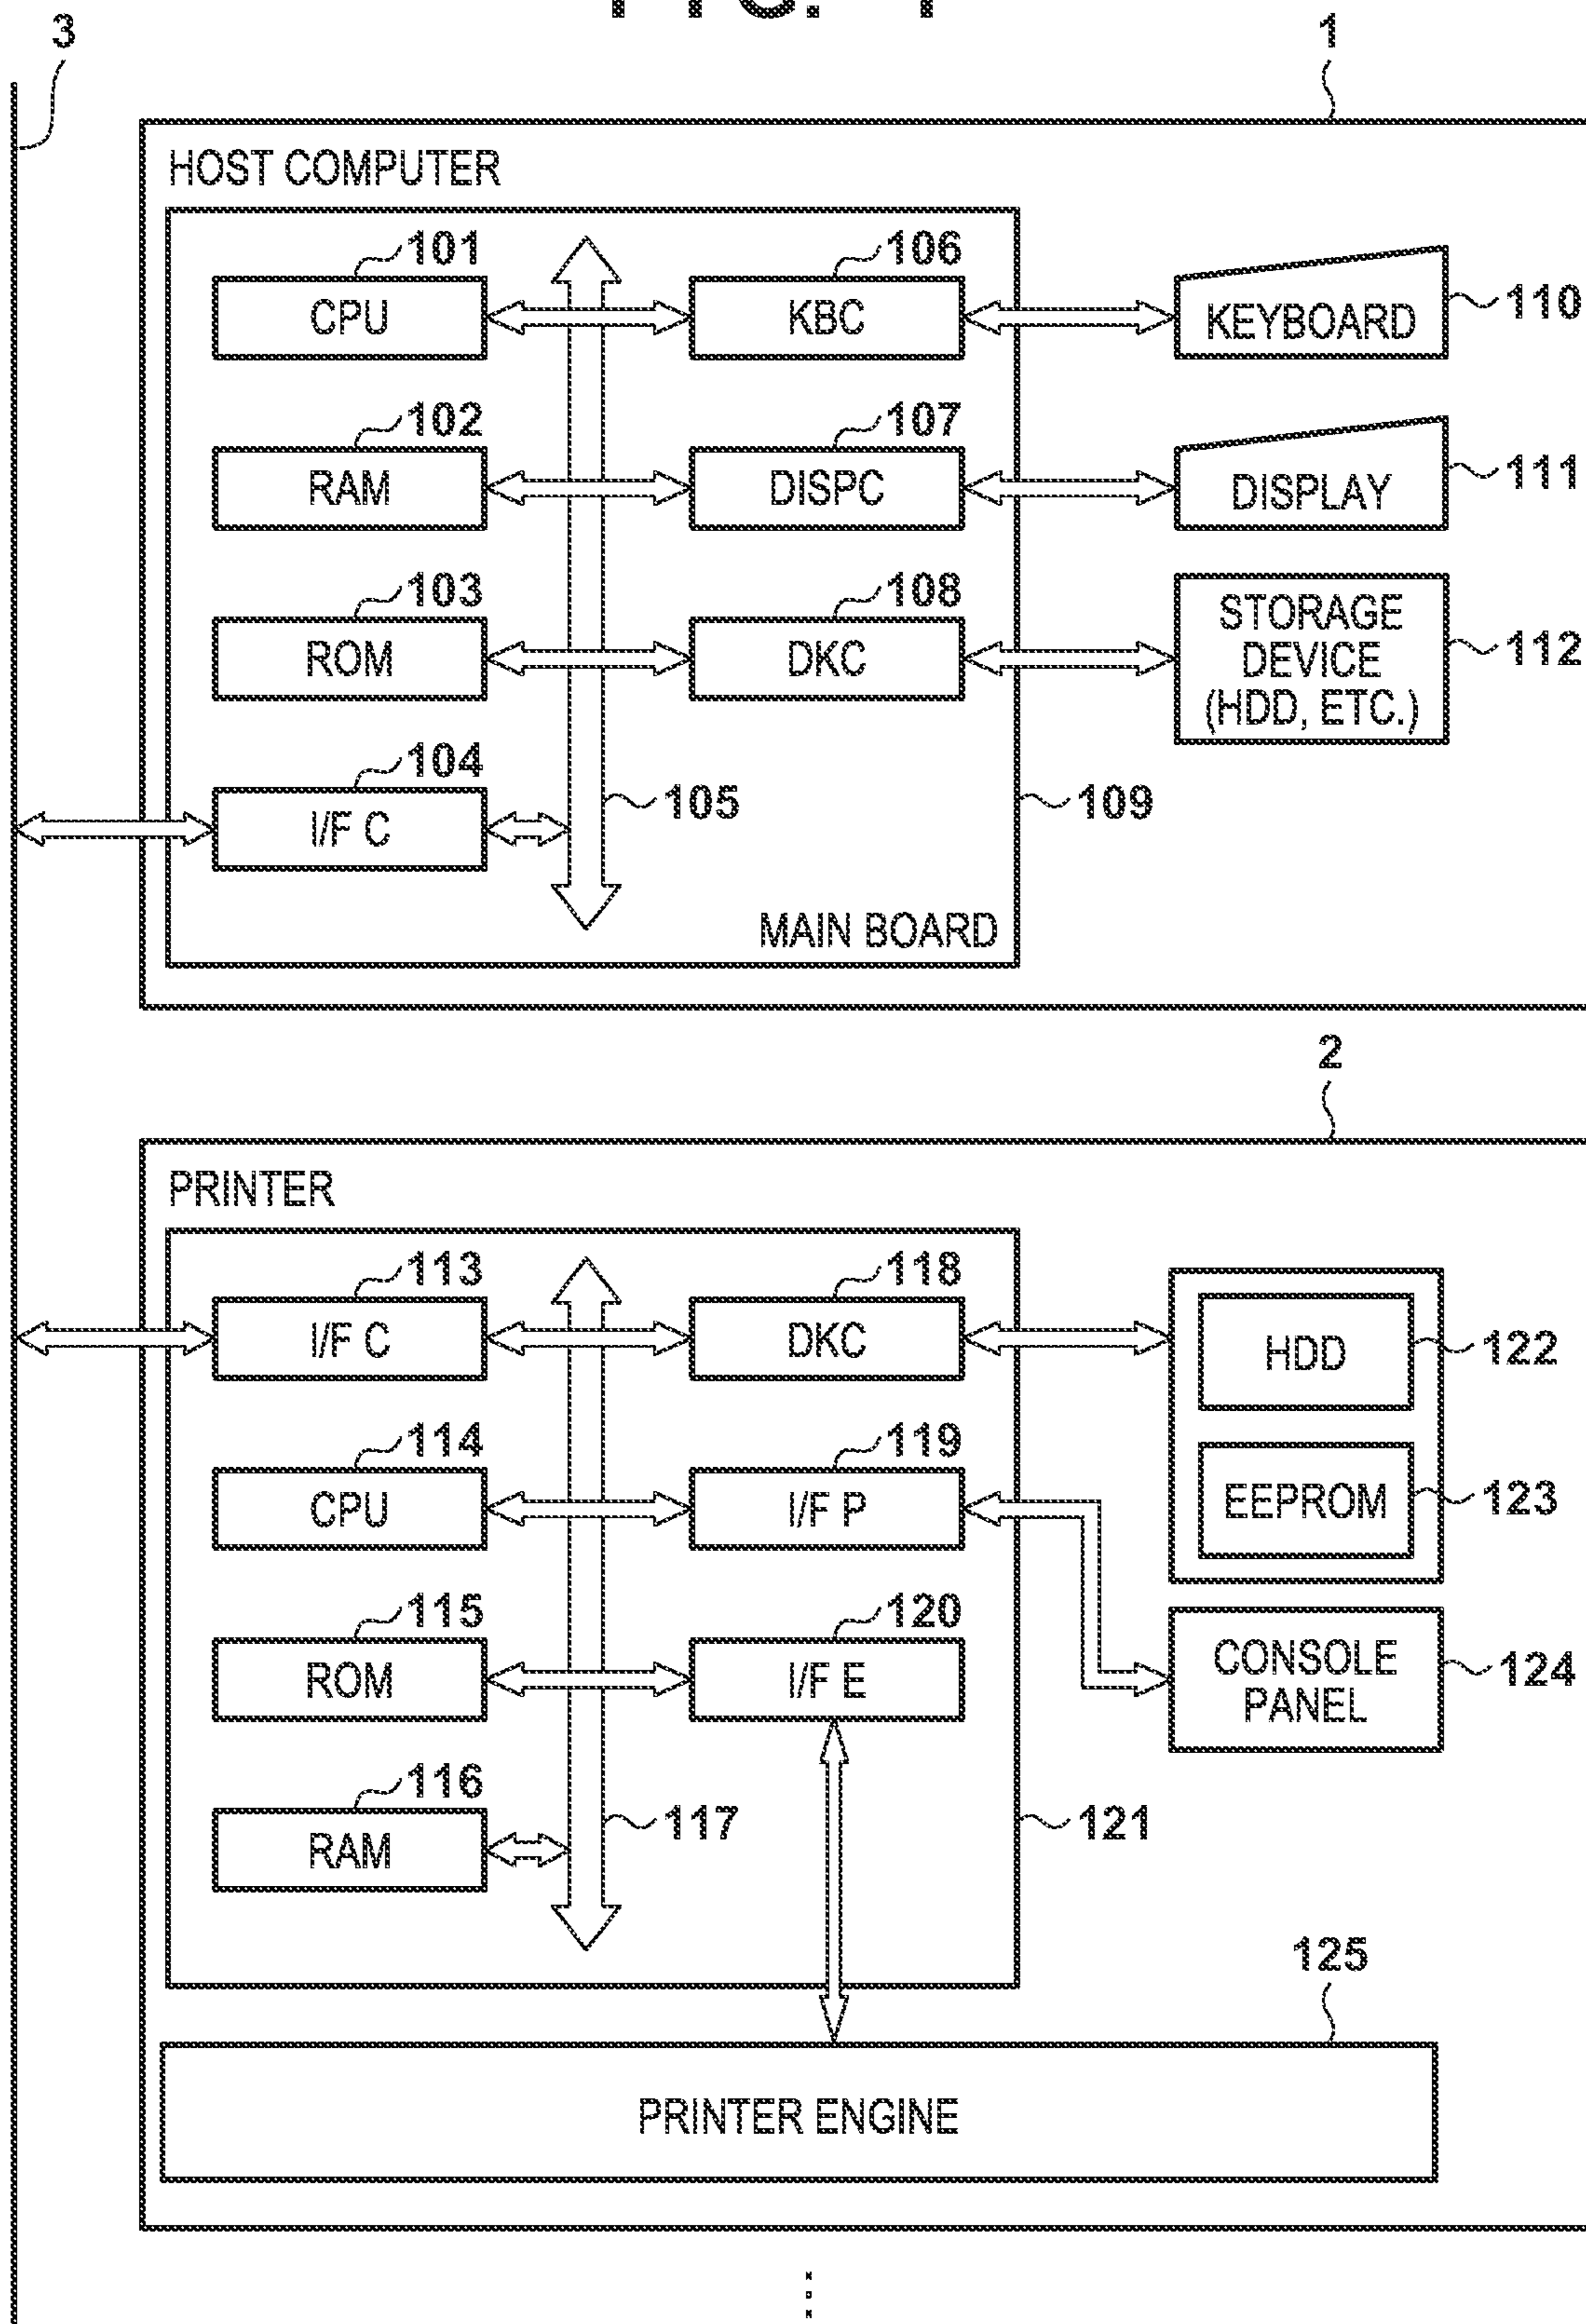 FIG. 1
3
1
HOST COMPUTER
101
106
CPU
KBC
KEYBOARD
110
102
107
RAM
DISPC
DISPLAY
111
103
108
ROM
DKC
STORAGE
DEVICE
(HDD, ETC.)
112
104
I/F C
105
109
MAIN BOARD
2
PRINTER
113
118
I/F C
DKC
HDD
122
114
119
CPU
I/F P
EEPROM
123
115
120
ROM
I/F E
CONSOLE
PANEL
124
116
RAM
117
121
125
PRINTER ENGINE